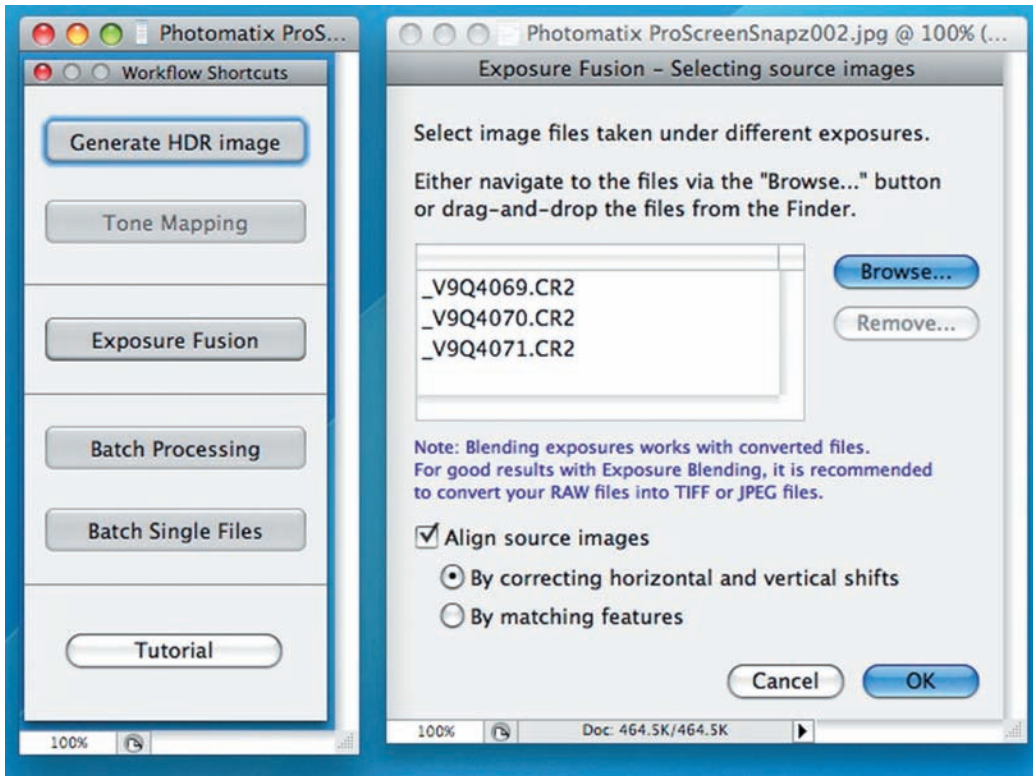 Photomatix ProS...
Workflow Shortcuts
Generate HDR image
Tone Mapping
Exposure Fusion
Batch Processing
Batch Single Files
Tutorial
100%
Photomatix ProScreenSnapz002.jpg @ 100% (...
Exposure Fusion – Selecting source images
Select image files taken under different exposures.
Either navigate to the files via the "Browse..." button
or drag-and-drop the files from the Finder.
_V9Q4069.CR2
_V9Q4070.CR2
_V9Q4071.CR2
Browse...
Remove...
Note: Blending exposures works with converted files.
For good results with Exposure Blending, it is recommended
to convert your RAW files into TIFF or JPEG files.
Align source images
By correcting horizontal and vertical shifts
By matching features
Cancel
OK
100%
Doc: 464.5K/464.5K